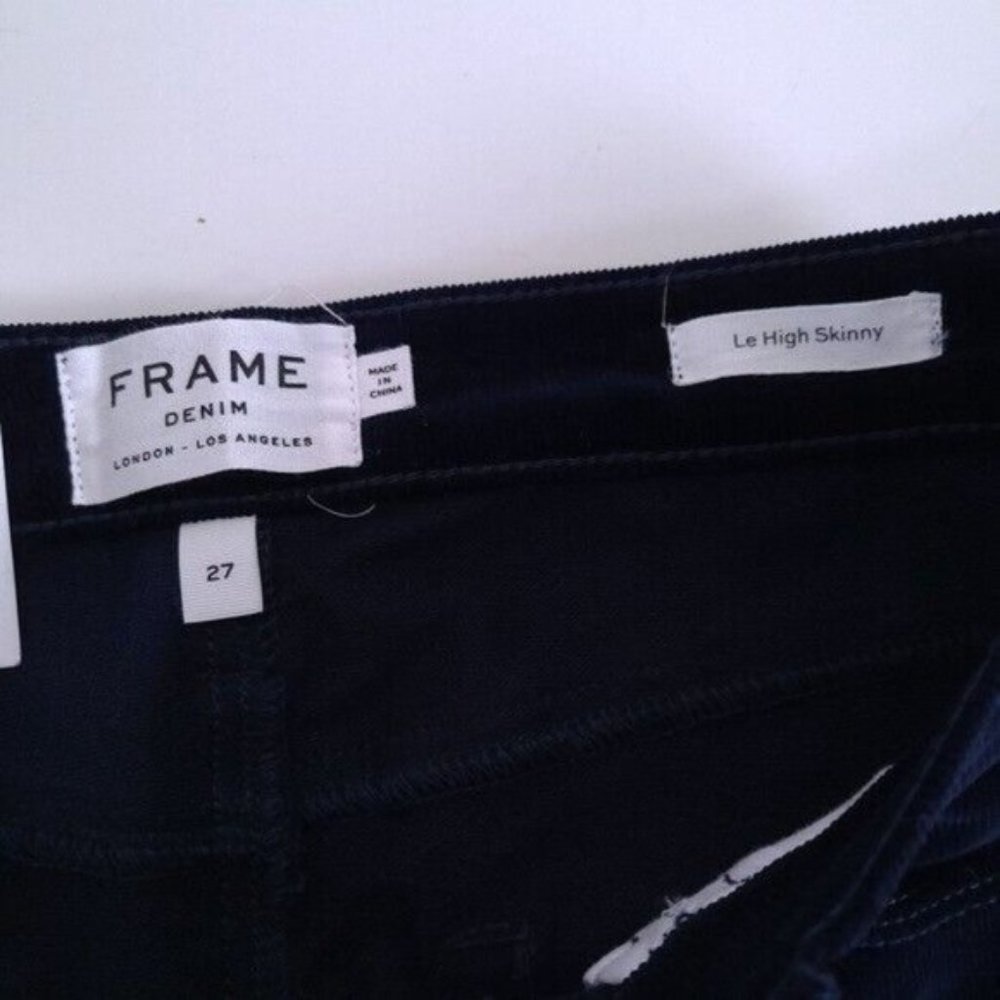 FRAME
DENIM
LONDON - LOS ANGELES
MADE
IN
CHINA
Le High Skinny
27